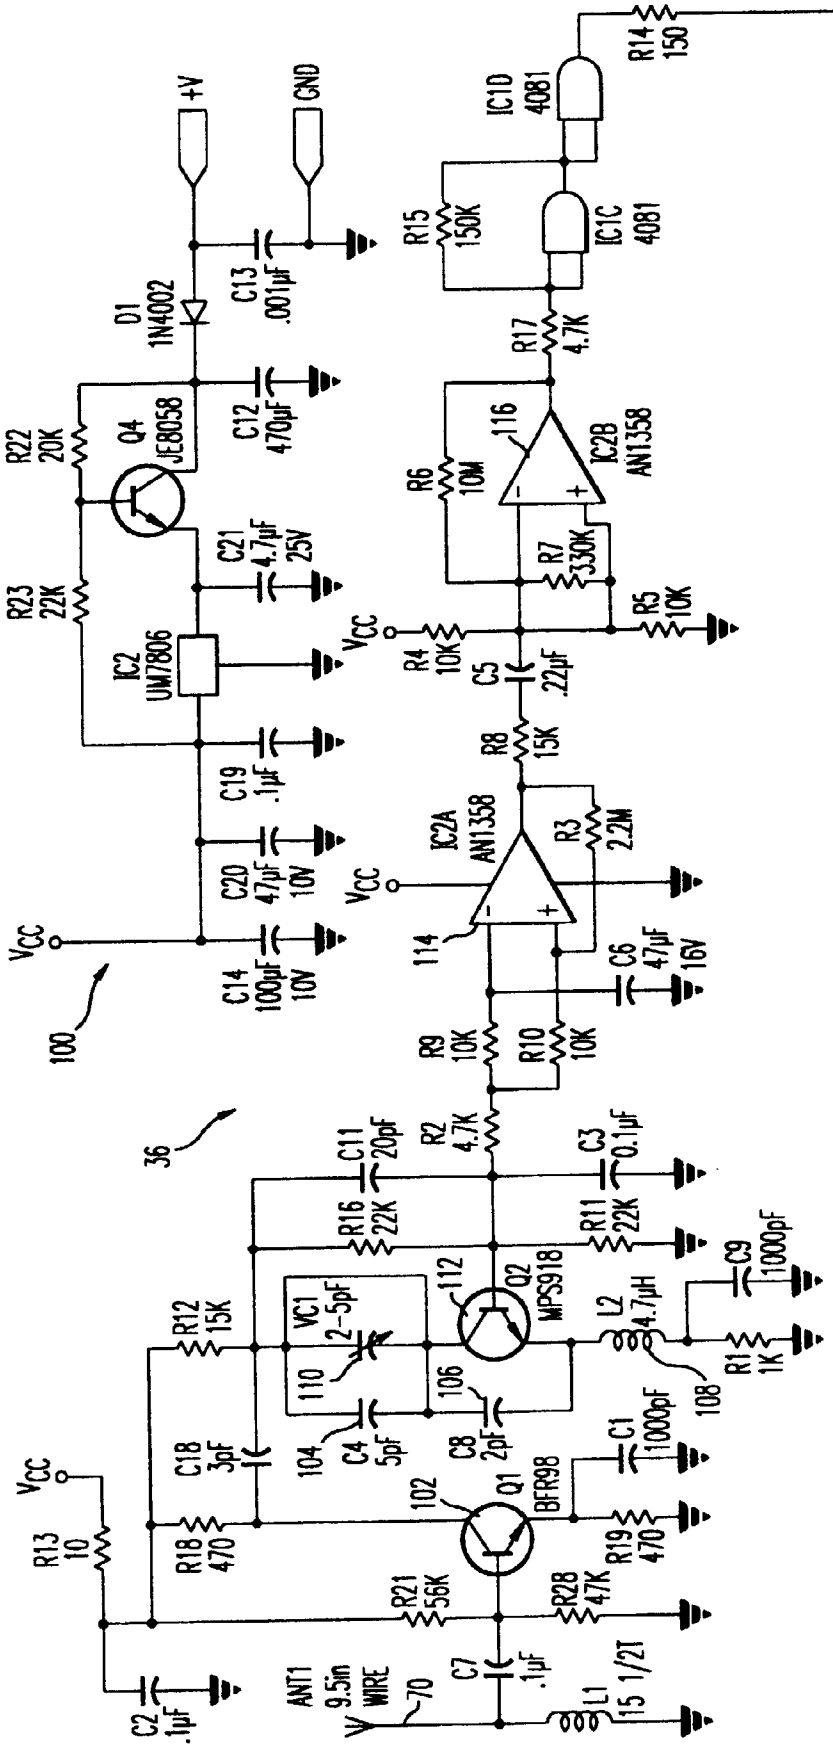 100
VCC
C14
100µF
10V
C20
47µF
10V
C19
.1µF
IC2
UM7806
R23
22K
R22
20K
Q4
JE8058
C21
4.7µF
25V
C12
470µF
D1
1N4002
C13
.001µF
+V
GND
36
C2
.1µF
R13
10
VCC
ANT1
9.5in
WIRE
70
C7
.1µF
L1
15 1/2T
R21
56K
R28
47K
R18
470
C18
3pF
102
Q1
BFR98
R19
470
C1
1000pF
R12
15K
VC1
2-5pF
110
104
C4
5pF
106
C8
2pF
112
Q2
MPS918
L2
4.7µH
108
R1
1K
C9
1000pF
R16
22K
C11
20pF
R11
22K
C3
0.1µF
R2
4.7K
R9
10K
R10
10K
C6
47µF
16V
114
VCC
-
+
IC2A
AN1358
R3
2.2M
R8
15K
C5
.22µF
VCC
R4
10K
R5
10K
R7
330K
R6
10M
-
+
116
IC2B
AN1358
R17
4.7K
R15
150K
IC1C
4081
IC1D
4081
R14
150